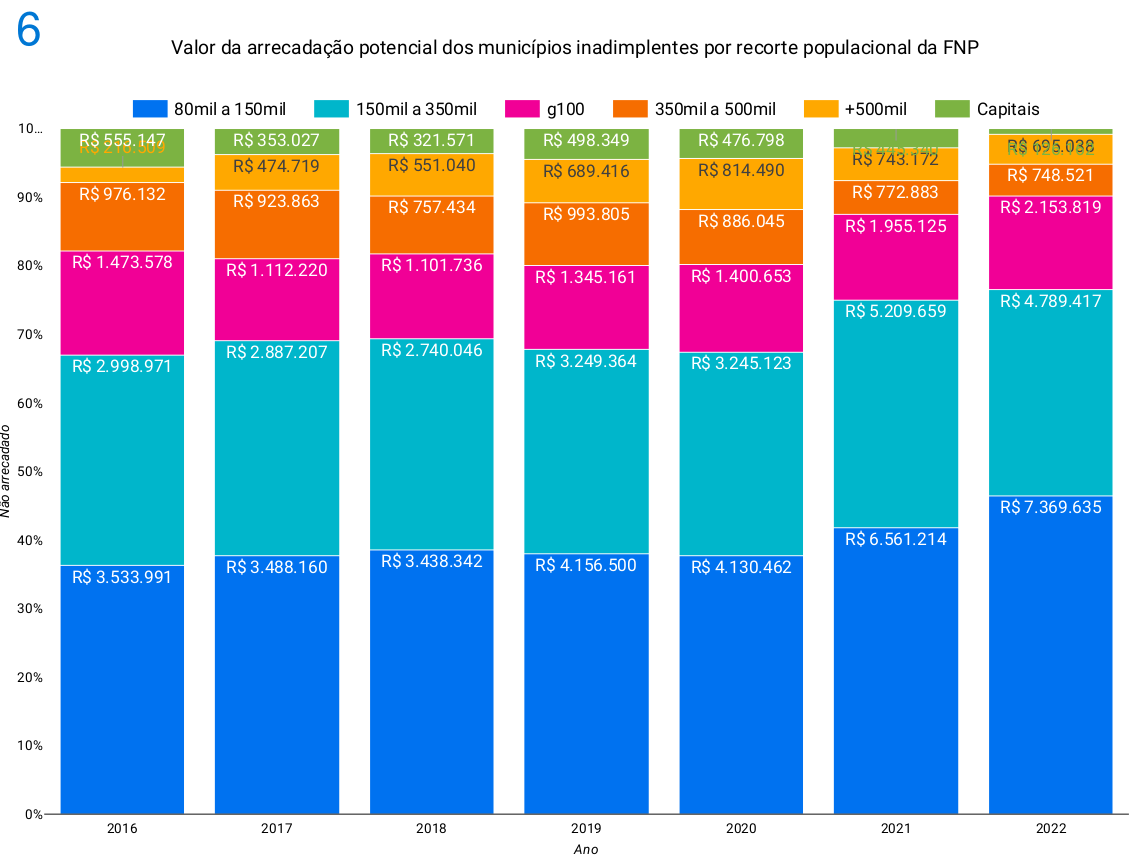 6
Valor da arrecadação potencial dos municípios inadimplentes por recorte populacional da FNP
80mil a 150mil 150mil a 350mil g100 350mil a 500mil +500mil Capitais
10...
90%
80%
70%
60%
50%
40%
30%
20%
10%
0%
Não arrecadado
R$ 555.147
R$ 976.132
R$ 1.473.578
R$ 2.998.971
R$ 3.533.991
R$ 353.027
R$ 474.719
R$ 923.863
R$ 1.112.220
R$ 2.887.207
R$ 3.488.160
R$ 321.571
R$ 551.040
R$ 757.434
R$ 1.101.736
R$ 2.740.046
R$ 3.438.342
R$ 498.349
R$ 689.416
R$ 993.805
R$ 1.345.161
R$ 3.249.364
R$ 4.156.500
R$ 476.798
R$ 814.490
R$ 886.045
R$ 1.400.653
R$ 3.245.123
R$ 4.130.462
R$ 743.172
R$ 772.883
R$ 1.955.125
R$ 5.209.659
R$ 6.561.214
R$ 695.038
R$ 748.521
R$ 2.153.819
R$ 4.789.417
R$ 7.369.635
2016 2017 2018 2019 2020 2021 2022
Ano